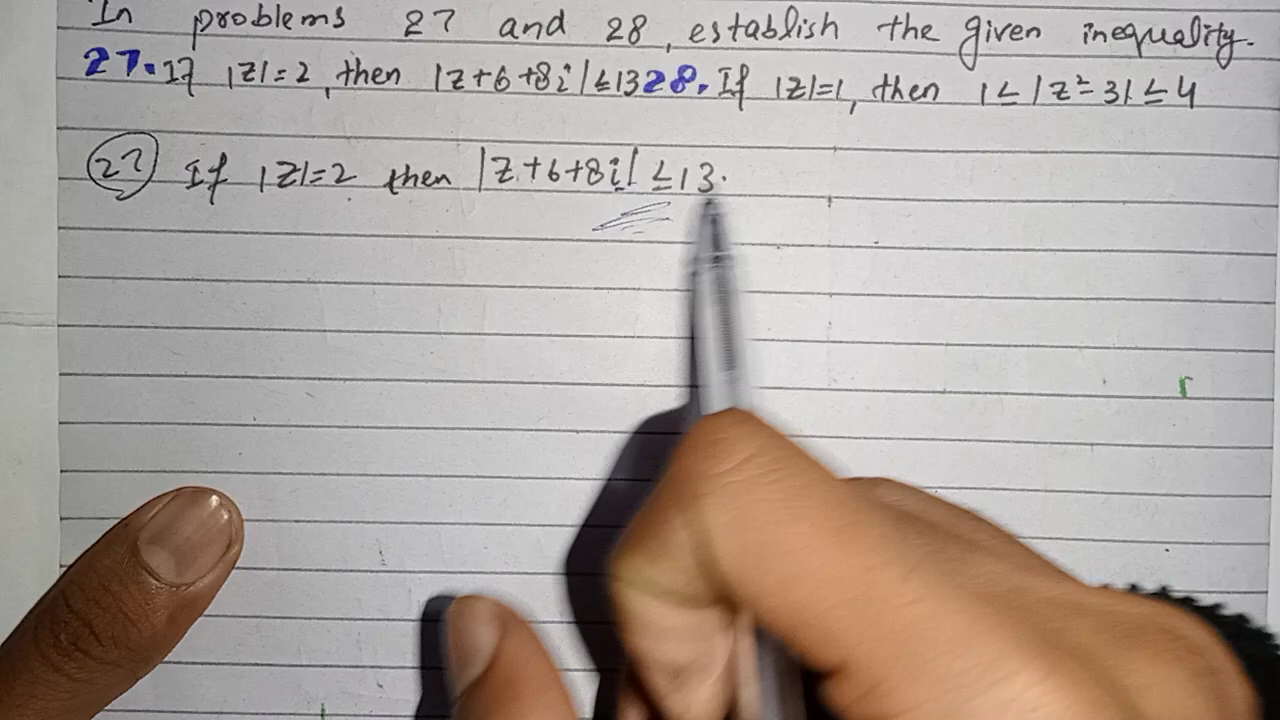 In problems 27 and 28, establish the given inequality.
27. If |z|=2, then |z+6+8i|≤13 28. If |z|=1, then 1≤|z²-3|≤4
(27) If |z|=2 then |z+6+8i|≤13.